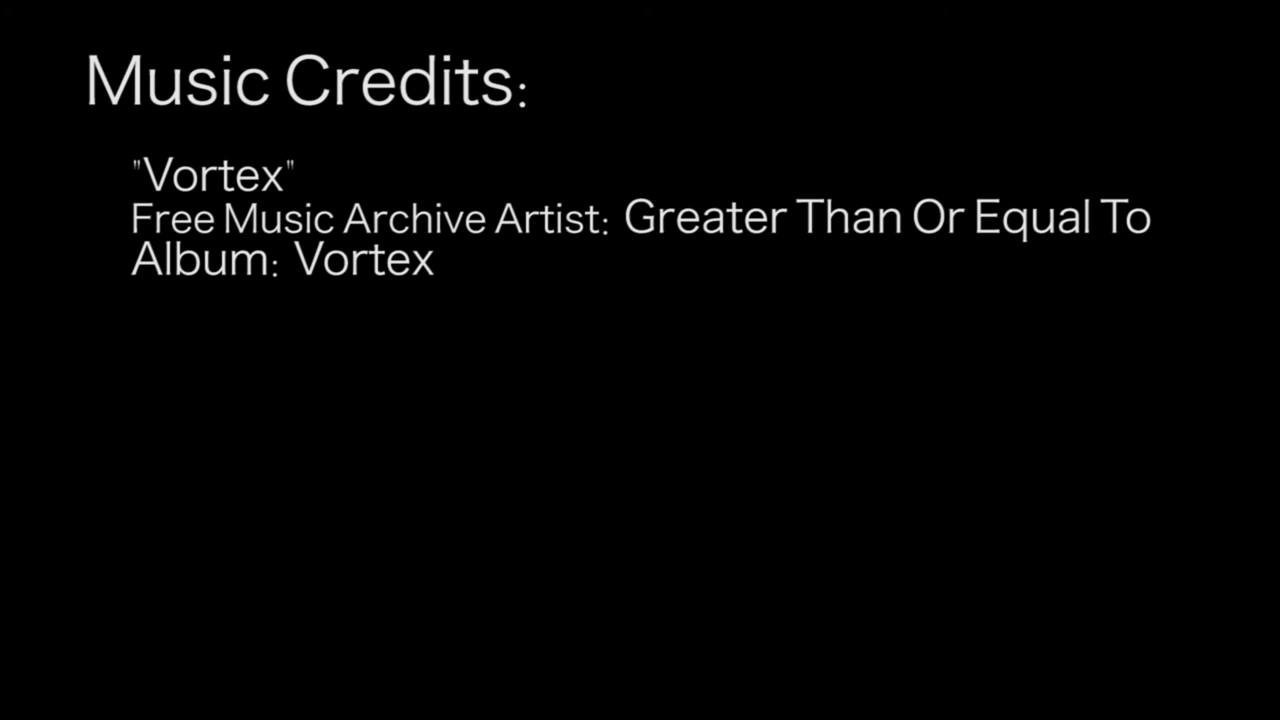 Music Credits:
"Vortex"
Free Music Archive Artist: Greater Than Or Equal To
Album: Vortex